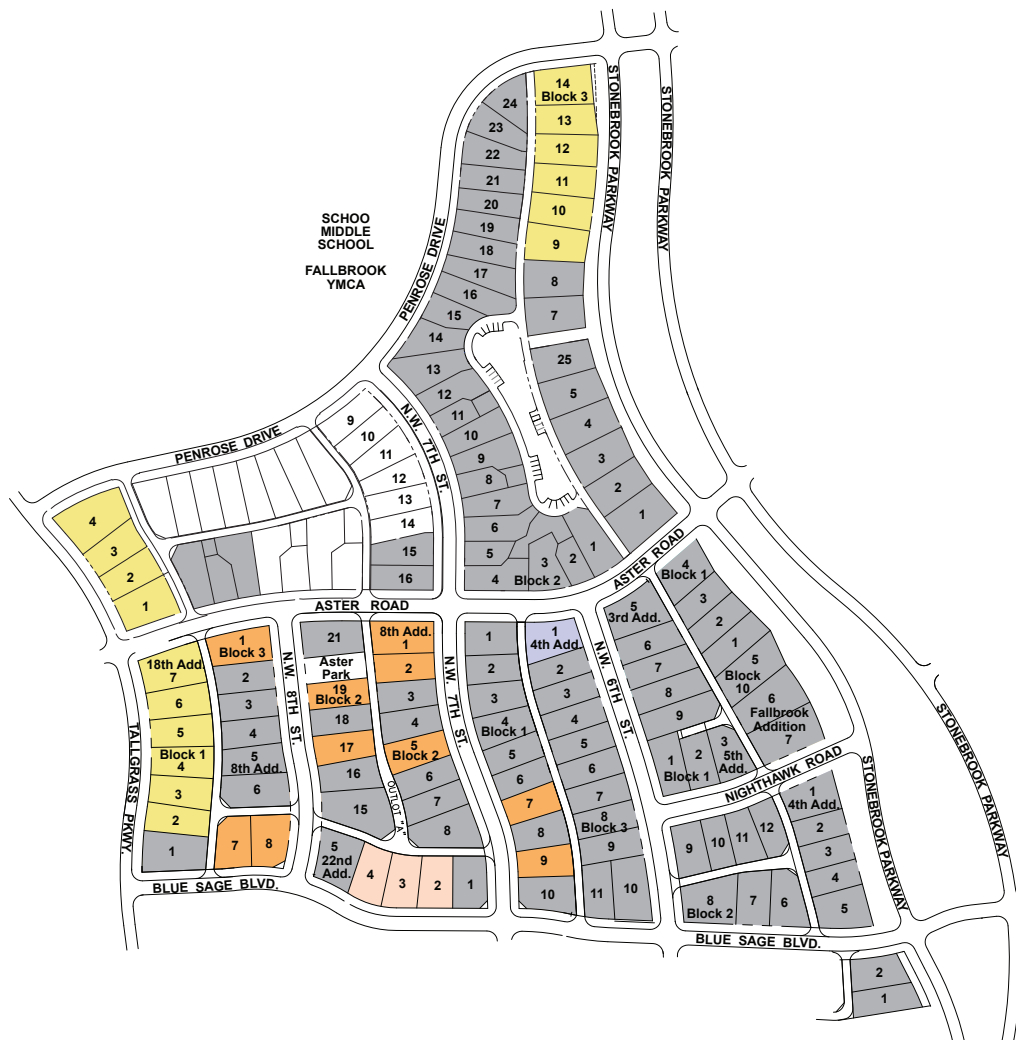 14
Block 3
13
12
11
10
9
8
7
24
23
22
21
20
19
18
17
16
15
14
13
12
11
10
9
8
7
6
5
4
3
Block 2
2
1
25
5
4
3
2
1
STONEBROOK PARKWAY
STONEBROOK PARKWAY
SCHOO
MIDDLE
SCHOOL
FALLBROOK
YMCA
PENROSE DRIVE
PENROSE DRIVE
N.W. 7TH ST.
9
10
11
12
13
14
15
16
4
3
2
1
ASTER ROAD
ASTER ROAD
18th Add.
7
6
5
Block 1
4
3
2
1
TALLGRASS PKWY.
1
Block 3
2
3
4
5
8th Add.
6
7
8
N.W. 8TH ST.
BLUE SAGE BLVD.
21
Aster
Park
19
Block 2
18
17
16
15
8th Add.
1
2
3
4
5
Block 2
6
7
8
OUTLOT "A"
N.W. 7TH ST.
5
22nd
Add.
4
3
2
1
1
2
3
4
Block 1
5
6
7
8
9
10
1
4th Add.
2
3
4
5
6
7
8
Block 3
9
10
11
N.W. 6TH ST.
5
3rd Add.
6
7
8
9
1
Block 1
2
3
5th
Add.
4
Block 1
3
2
1
5
Block
10
6
Fallbrook
Addition
7
NIGHTHAWK ROAD
9
10
11
12
8
Block 2
7
6
1
4th Add.
2
3
4
5
STONEBROOK PARKWAY
STONEBROOK PARKWAY
BLUE SAGE BLVD.
2
1